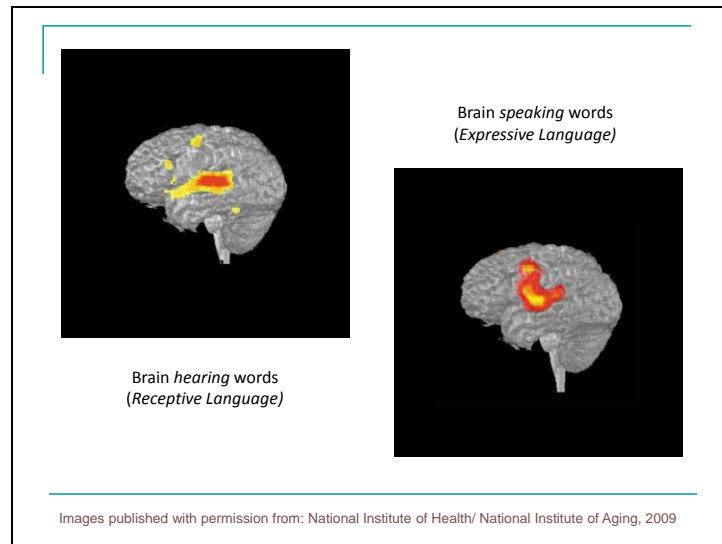 Brain speaking words
(Expressive Language)
Brain hearing words
(Receptive Language)
Images published with permission from: National Institute of Health/ National Institute of Aging, 2009